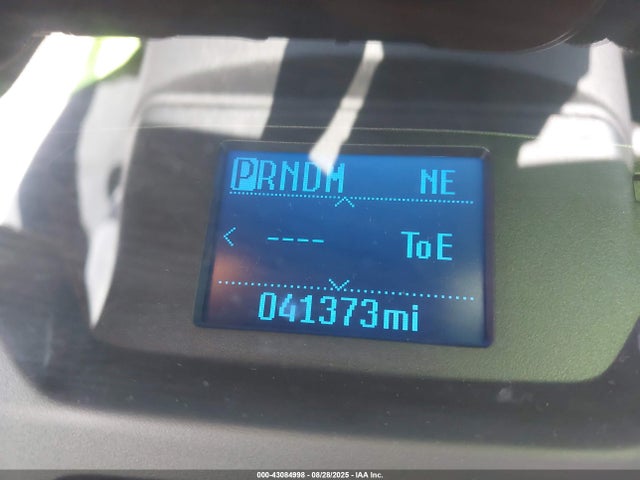 PRNDM NE
< ---- ToE
041373mi
000-43084998 | 08/28/2025 | IAA Inc.